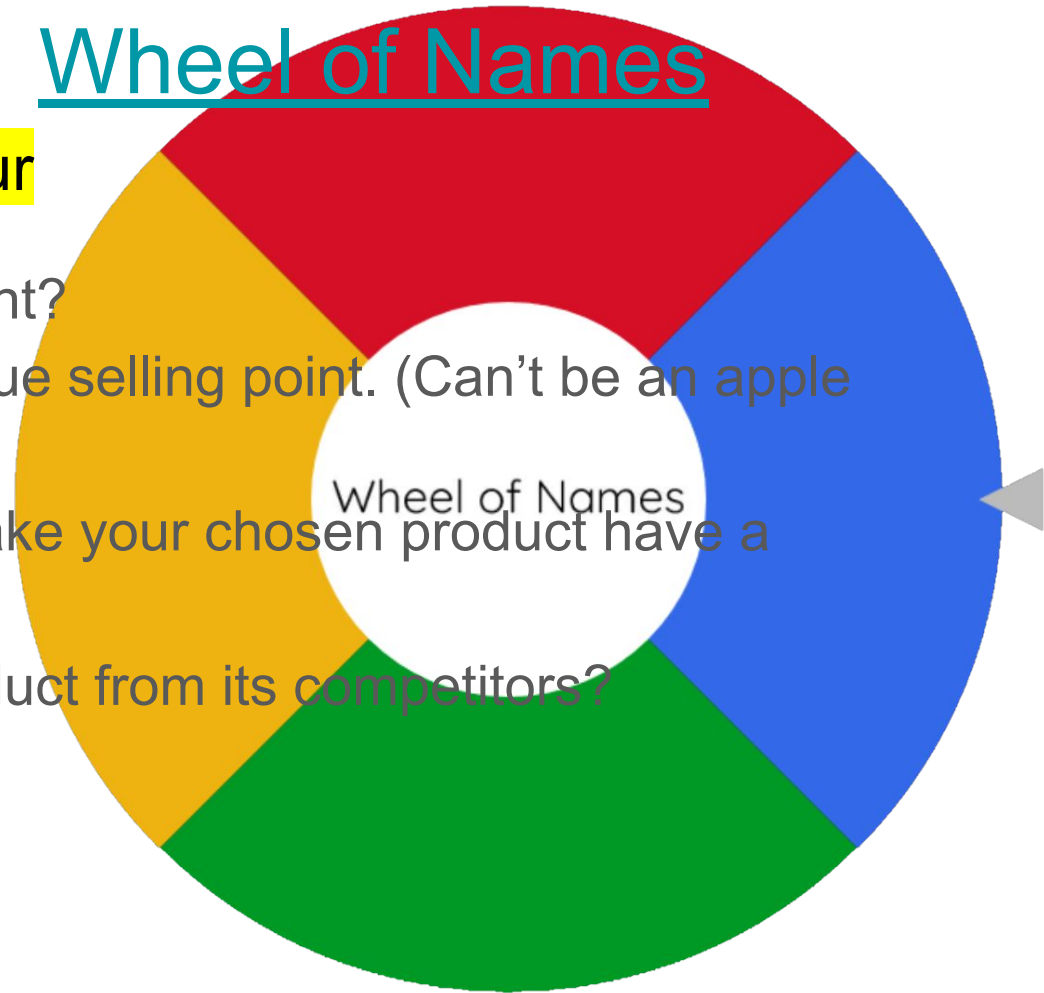 Wheel of Names
ur
nt?
ue selling point. (Can’t be an apple
Wheel of Names
ke your chosen product have a
duct from its competitors?